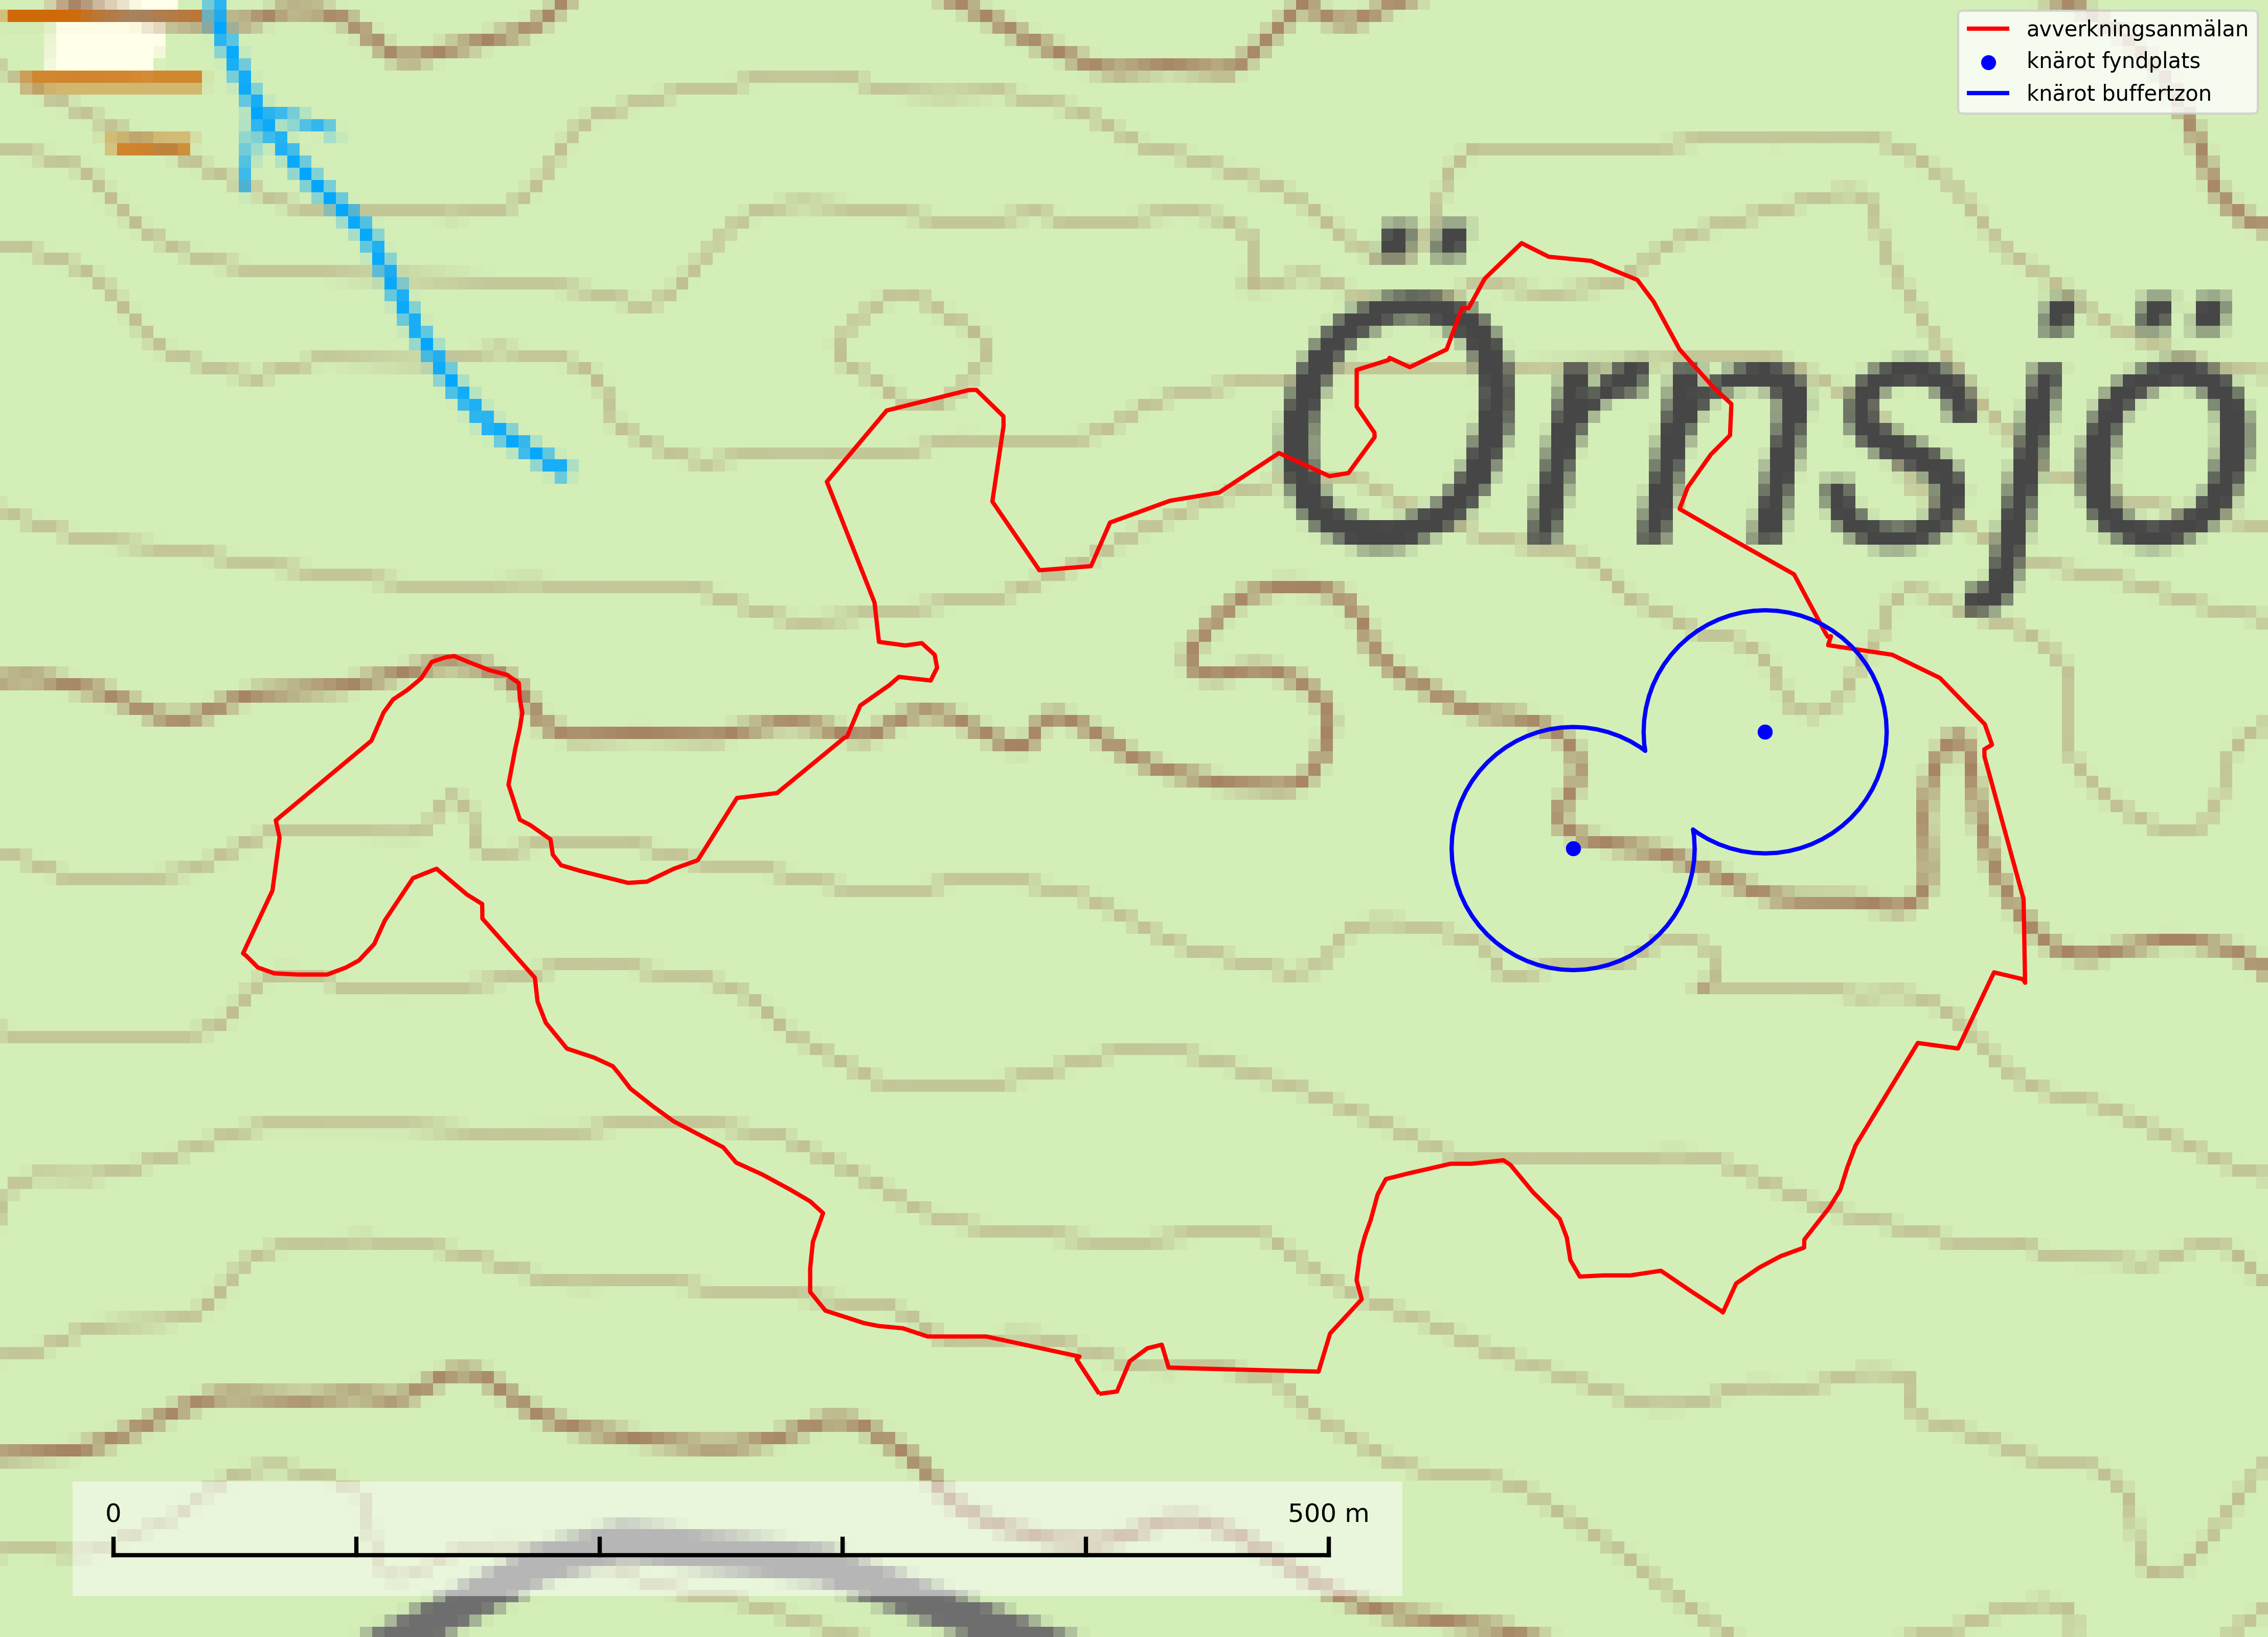 avverkningsanmälan
knärot fyndplats
knärot buffertzon
Örnsjö
0 500 m